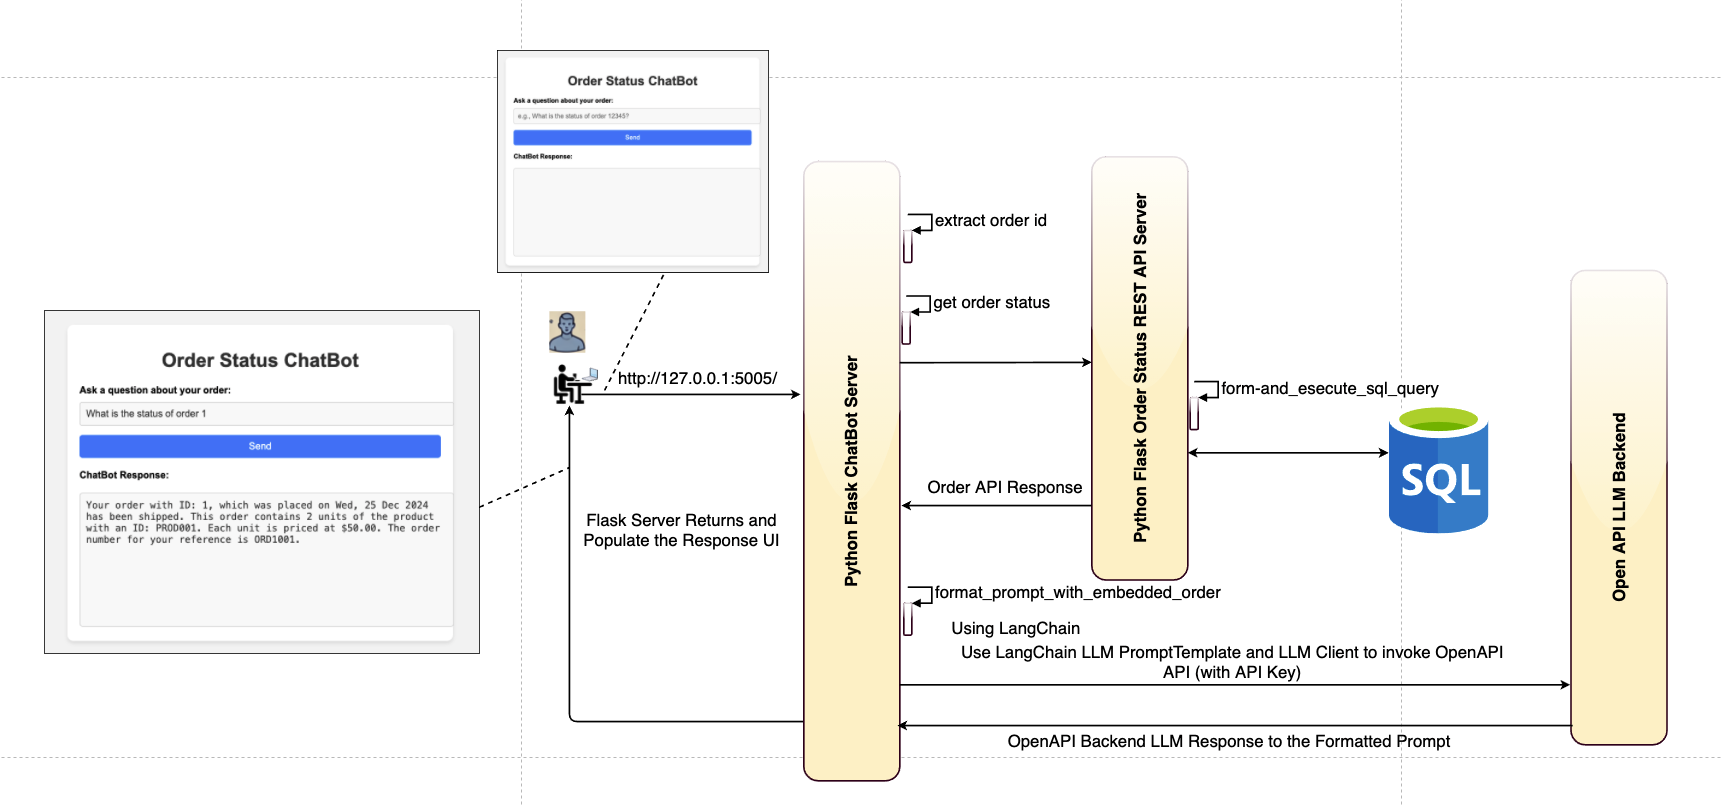 Order Status ChatBot
Ask a question about your order:
e.g., What is the status of order 12345?
Send
ChatBot Response:
Order Status ChatBot
Ask a question about your order:
What is the status of order 1
Send
ChatBot Response:
Your order with ID: 1, which was placed on Wed, 25 Dec 2024
has been shipped. This order contains 2 units of the product
with an ID: PROD001. Each unit is priced at $50.00. The order
number for your reference is ORD1001.
http://127.0.0.1:5005/
Flask Server Returns and
Populate the Response UI
Python Flask ChatBot Server
extract order id
get order status
Python Flask Order Status REST API Server
form-and_esecute_sql_query
SQL
Order API Response
format_prompt_with_embedded_order
Using LangChain
Use LangChain LLM PromptTemplate and LLM Client to invoke OpenAPI
API (with API Key)
OpenAPI Backend LLM Response to the Formatted Prompt
Open API LLM Backend